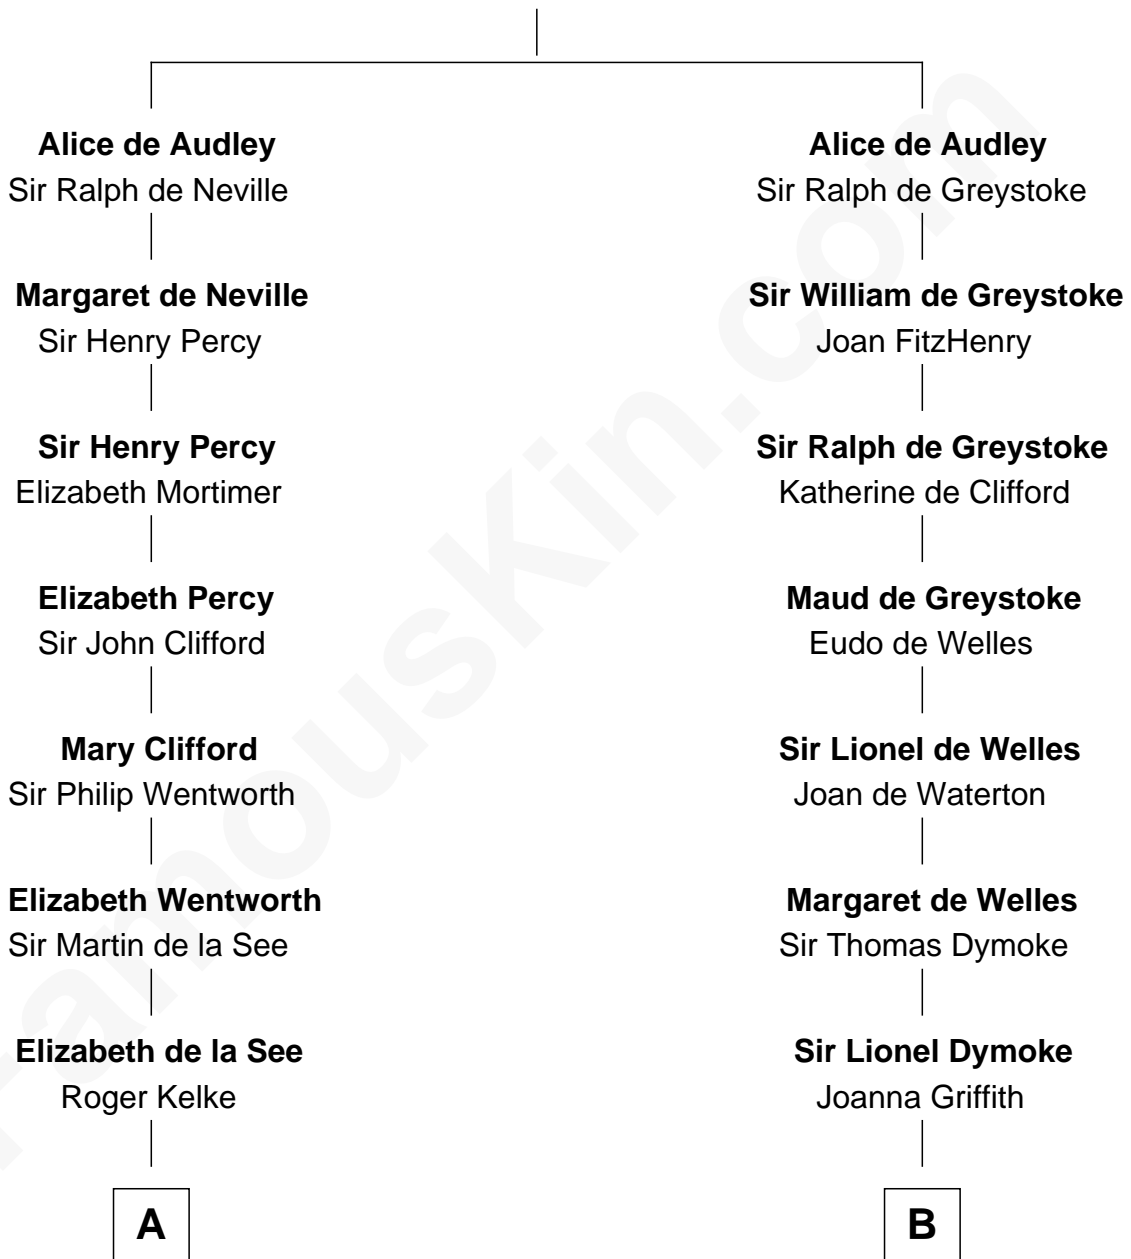 Alice de Audley
Sir Ralph de Neville
Margaret de Neville
Sir Henry Percy
Sir Henry Percy
Elizabeth Mortimer
Elizabeth Percy
Sir John Clifford
Mary Clifford
Sir Philip Wentworth
Elizabeth Wentworth
Sir Martin de la See
Elizabeth de la See
Roger Kelke
A
Alice de Audley
Sir Ralph de Greystoke
Sir William de Greystoke
Joan FitzHenry
Sir Ralph de Greystoke
Katherine de Clifford
Maud de Greystoke
Eudo de Welles
Sir Lionel de Welles
Joan de Waterton
Margaret de Welles
Sir Thomas Dymoke
Sir Lionel Dymoke
Joanna Griffith
B
FamousKin.com